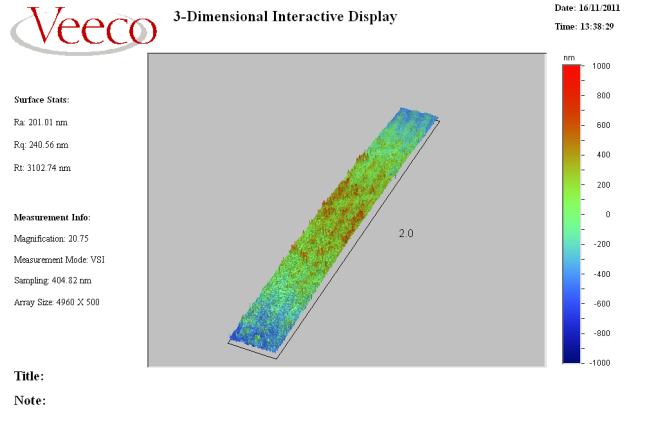 Veeco
3-Dimensional Interactive Display
Date: 16/11/2011
Time: 13:38:29
Surface Stats:
Ra: 201.01 nm
Rq: 240.56 nm
Rt: 3102.74 nm
Measurement Info:
Magnification: 20.75
Measurement Mode: VSI
Sampling: 404.82 nm
Array Size: 4960 X 500
2.0
nm
1000
800
600
400
200
0
-200
-400
-600
-800
-1000
Title:
Note: